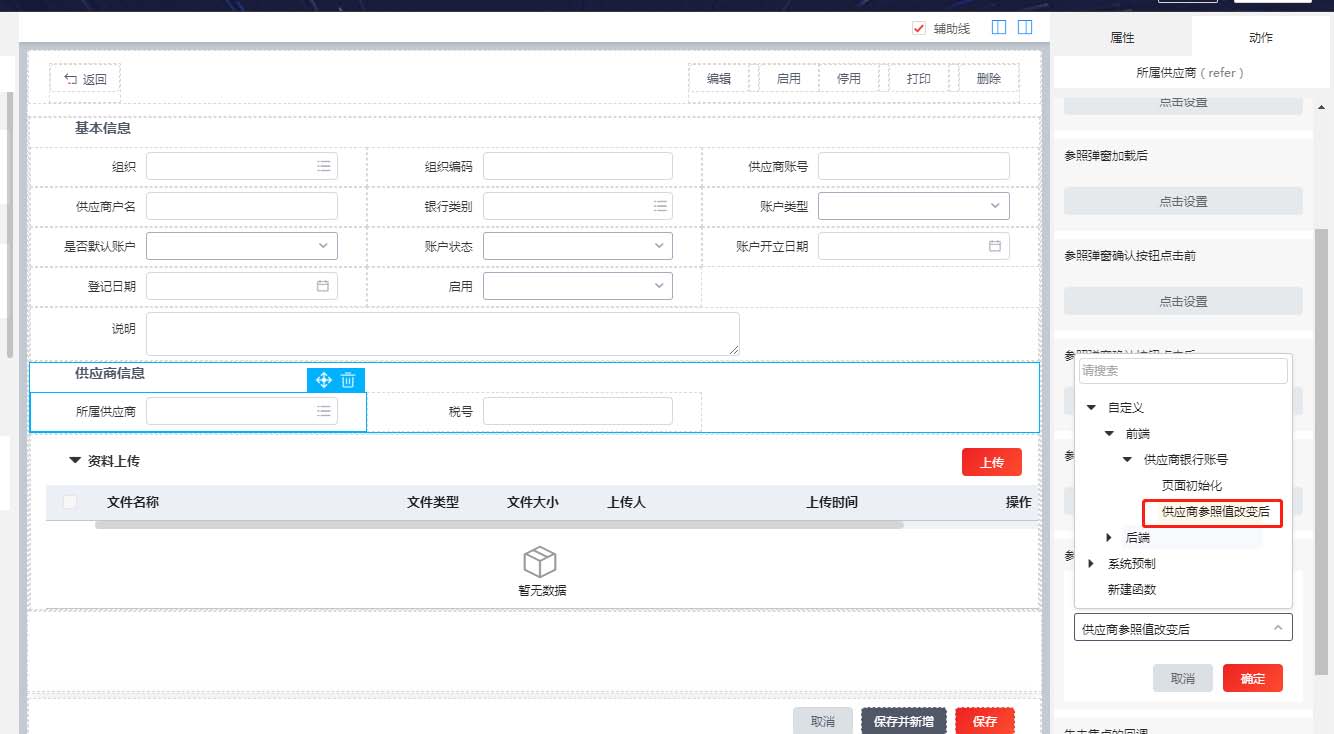 辅助线
属性
动作
返回
编辑
启用
停用
打印
删除
所属供应商（refer）
点击设置
基本信息
组织
组织编码
供应商账号
参照弹窗加载后
点击设置
供应商户名
银行类别
账户类型
是否默认账户
账户状态
账户开立日期
参照弹窗确认按钮点击前
点击设置
登记日期
启用
说明
供应商信息
所属供应商
税号
请搜索
自定义
前端
供应商银行账号
页面初始化
供应商参照值改变后
后端
系统预制
新建函数
供应商参照值改变后
取消
确定
资料上传
上传
文件名称
文件类型
文件大小
上传人
上传时间
操作
暂无数据
取消
保存并新增
保存